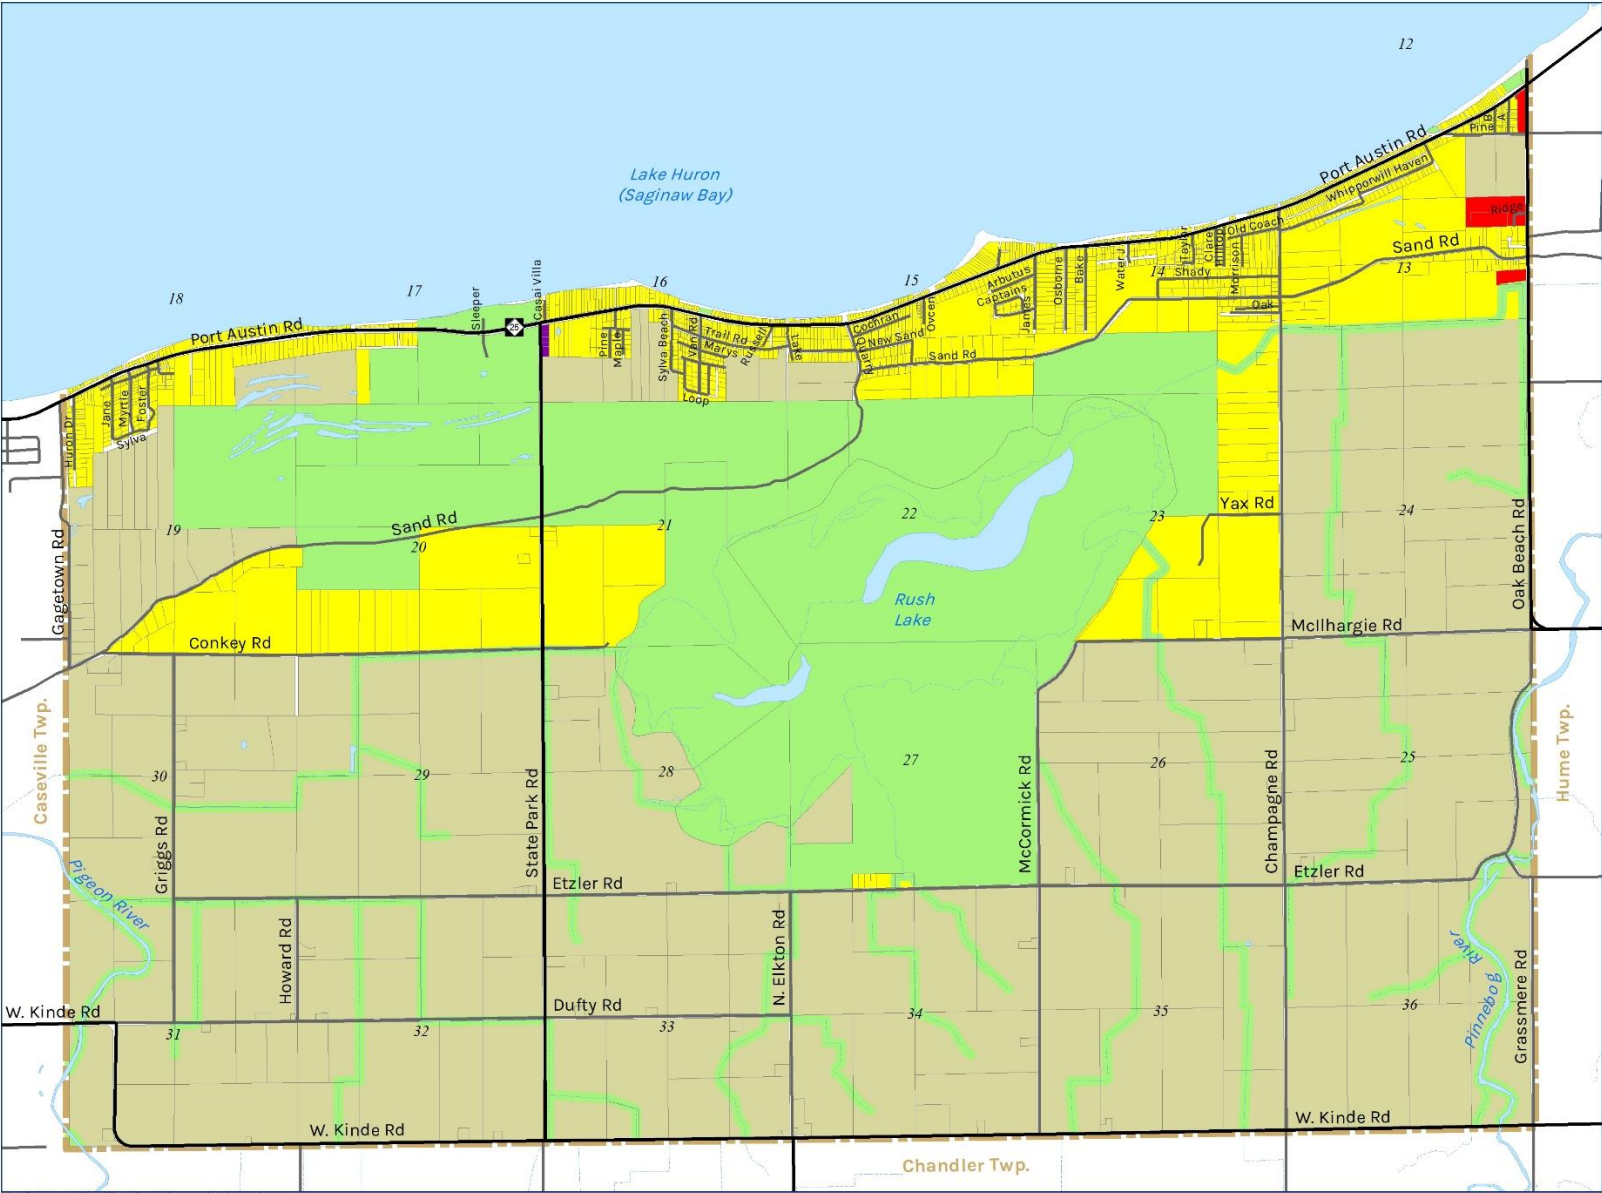 12
Lake Huron
(Saginaw Bay)
Port Austin Rd
Pine
B
A
Whipporwill Haven
Ridge
Old Coach
Sand Rd
13
Taylor
Clare
Hilltop
Morrison
Shady
14
Oak
Water
Bake
Osborne
James
Arbutus
Captains
15
Ovcen
Cochran
New Sand
Sand Rd
16
Trail Rd
Marys
Russell
Lake
Van Rd
Sylva Beach
Loop
Pine
Maple
Casai Villa
25
Sleeper
17
18
Port Austin Rd
Jane
Myrtle
Foster
Sylva
Huron Dr
Gagetown Rd
19
Sand Rd
20
21
22
23
Yax Rd
24
Oak Beach Rd
Rush
Lake
Conkey Rd
McIlhargie Rd
Caseville Twp.
Hume Twp.
30
29
28
27
26
25
Griggs Rd
State Park Rd
McCormick Rd
Champagne Rd
Etzler Rd
Etzler Rd
Pigeon River
Howard Rd
N. Elkton Rd
Pinnebog
River
Grassmere Rd
W. Kinde Rd
Dufty Rd
31
32
33
34
35
36
W. Kinde Rd
W. Kinde Rd
Chandler Twp.